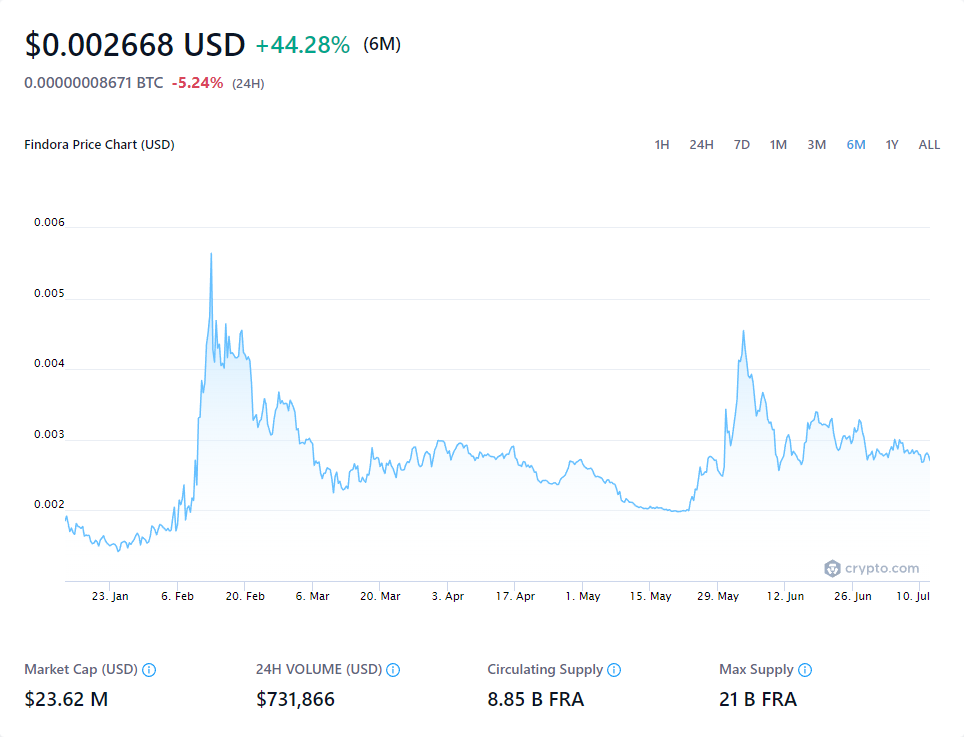 $0.002668 USD +44.28% (6M)
0.00000008671 BTC -5.24% (24H)
Findora Price Chart (USD) 1H 24H 7D 1M 3M 6M 1Y ALL
0.006
0.005
0.004
0.003
0.002
crypto.com
23. Jan 6. Feb 20. Feb 6. Mar 20. Mar 3. Apr 17. Apr 1. May 15. May 29. May 12. Jun 26. Jun 10. Jul
Market Cap (USD) 24H VOLUME (USD) Circulating Supply Max Supply
$23.62 M $731,866 8.85 B FRA 21 B FRA